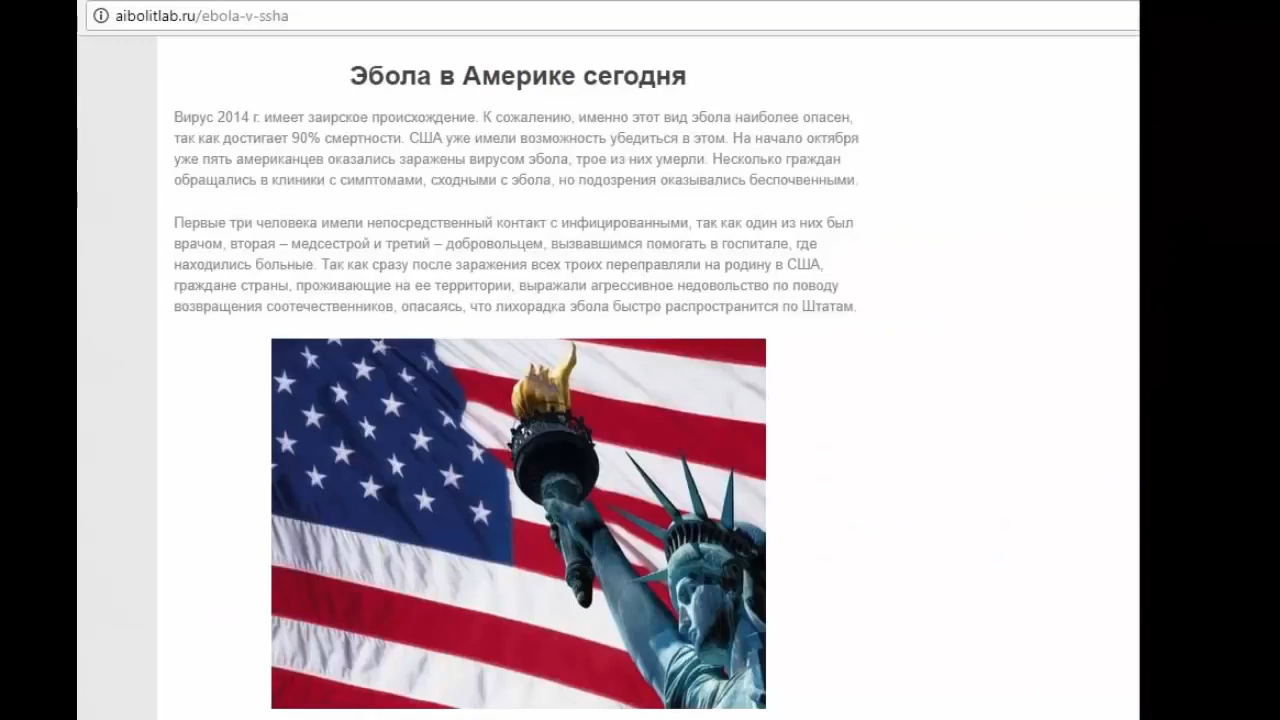 aibolitlab.ru/ebola-v-ssha
Эбола в Америке сегодня
Вирус 2014 г. имеет заирское происхождение. К сожалению, именно этот вид эбола наиболее опасен,
так как достигает 90% смертности. США уже имели возможность убедиться в этом. На начало октября
уже пять американцев оказались заражены вирусом эбола, трое из них умерли. Несколько граждан
обращались в клиники с симптомами, сходными с эбола, но подозрения оказывались беспочвенными.
Первые три человека имели непосредственный контакт с инфицированными, так как один из них был
врачом, вторая – медсестрой и третий – добровольцем, вызвавшимся помогать в госпитале, где
находились больные. Так как сразу после заражения всех троих переправляли на родину в США,
граждане страны, проживающие на ее территории, выражали агрессивное недовольство по поводу
возвращения соотечественников, опасаясь, что лихорадка эбола быстро распространится по Штатам.